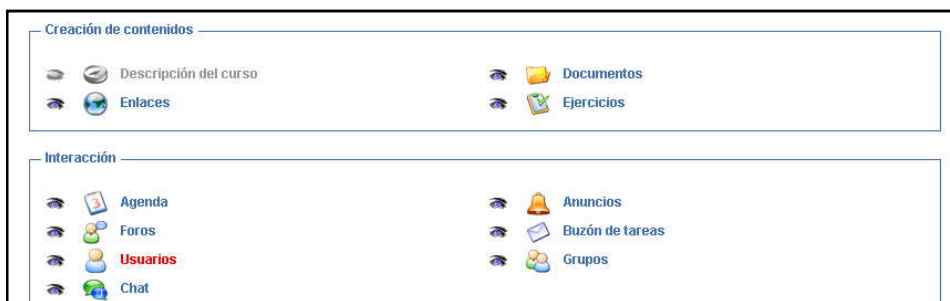 Creación de contenidos
Descripción del curso
Documentos
Enlaces
Ejercicios
Interacción
Agenda
Anuncios
Foros
Buzón de tareas
Usuarios
Grupos
Chat